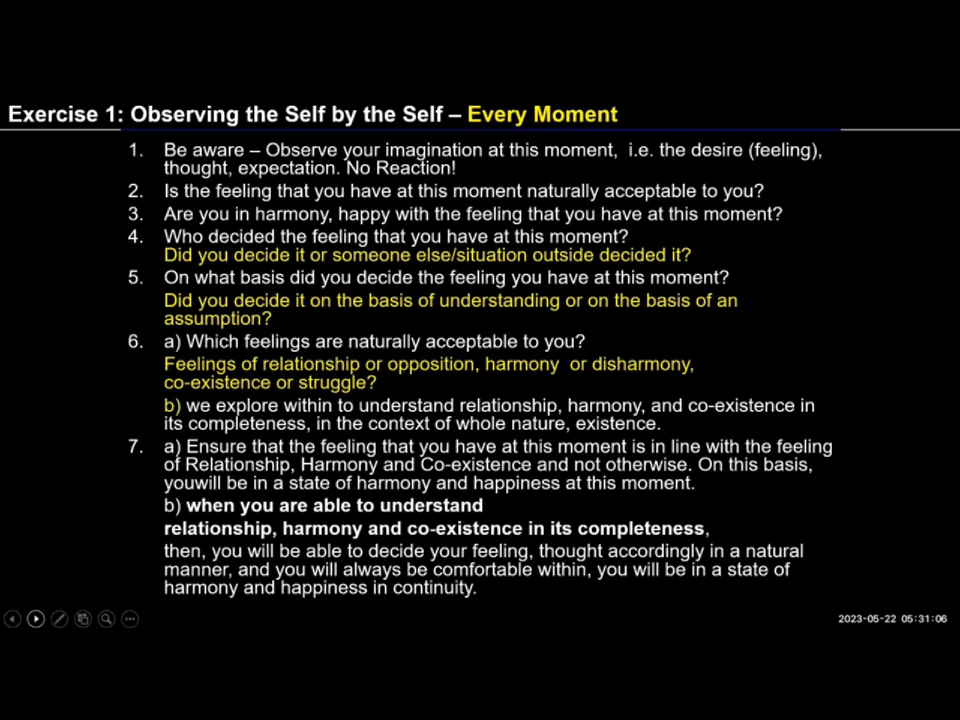 Exercise 1: Observing the Self by the Self – Every Moment
1. Be aware – Observe your imagination at this moment, i.e. the desire (feeling),
thought, expectation. No Reaction!
2. Is the feeling that you have at this moment naturally acceptable to you?
3. Are you in harmony, happy with the feeling that you have at this moment?
4. Who decided the feeling that you have at this moment?
Did you decide it or someone else/situation outside decided it?
5. On what basis did you decide the feeling you have at this moment?
Did you decide it on the basis of understanding or on the basis of an
assumption?
6. a) Which feelings are naturally acceptable to you?
Feelings of relationship or opposition, harmony or disharmony,
co-existence or struggle?
b) we explore within to understand relationship, harmony, and co-existence in
its completeness, in the context of whole nature, existence.
7. a) Ensure that the feeling that you have at this moment is in line with the feeling
of Relationship, Harmony and Co-existence and not otherwise. On this basis,
youwill be in a state of harmony and happiness at this moment.
b) when you are able to understand
relationship, harmony and co-existence in its completeness,
then, you will be able to decide your feeling, thought accordingly in a natural
manner, and you will always be comfortable within, you will be in a state of
harmony and happiness in continuity.
2023-05-22 05:31:06